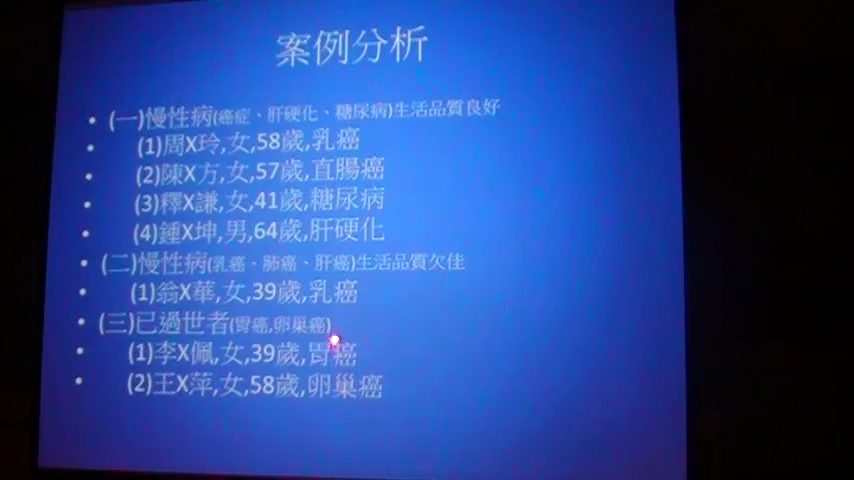 案例分析
• (一)慢性病(癌症、肝硬化、糖尿病)生活品質良好
• (1)周X玲,女,58歲,乳癌
• (2)陳X方,女,57歲,直腸癌
• (3)釋X謙,女,41歲,糖尿病
• (4)鍾X坤,男,64歲,肝硬化
• (二)慢性病(乳癌、肺癌、肝癌)生活品質欠佳
• (1)翁X華,女,39歲,乳癌
• (三)已過世者(胃癌,卵巢癌)
• (1)李X佩,女,39歲,胃癌
• (2)王X萍,女,58歲,卵巢癌